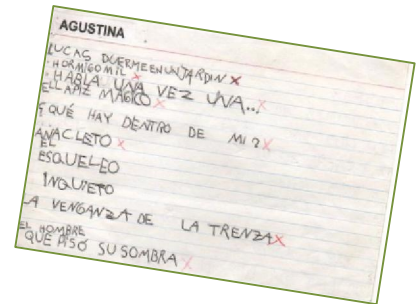 AGUSTINA
LUCAS DUERME EN UN JARDIN X
HORMIGOMIL X
HABIA UNA VEZ UNA... X
EL LAPIZ MAGICO X
¿QUÉ HAY DENTRO DE MI? X
ANACLETO X
EL
ESQUELEO
INQUIETO
LA VENGANZA DE LA TRENZA X
EL HOMBRE
QUE PISÓ SU SOMBRA X